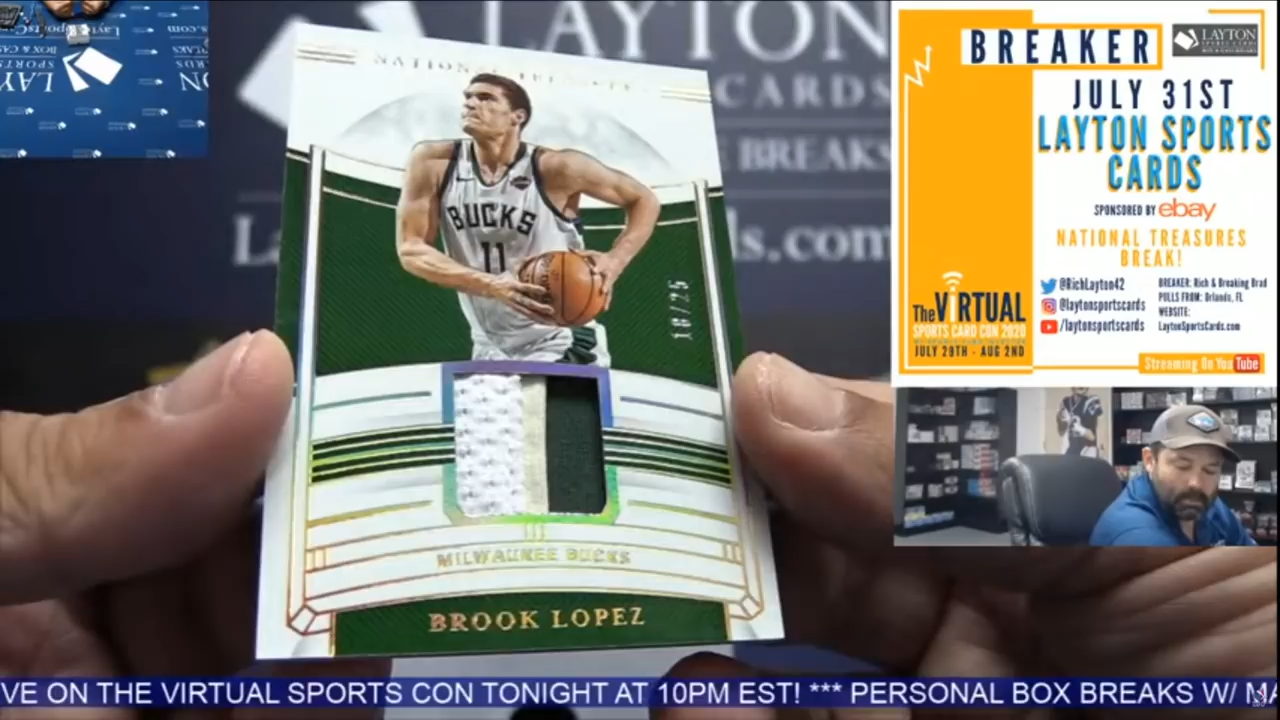 NATIONAL TREASURES
BUCKS
11
18/25
MILWAUKEE BUCKS
BROOK LOPEZ
LAYTON
CARDS
BREAKS
BREAKER
LAYTON
SPORTS CARDS
JULY 31ST
LAYTON SPORTS
CARDS
SPONSORED BY ebay
NATIONAL TREASURES
BREAK!
@RichLayton42
@laytonsportscards
/laytonsportscards
BREAKER: Rich & Breaking Brad
PULLS FROM: Orlando, FL
WEBSITE:
LaytonSportsCards.com
The VIRTUAL
SPORTS CARD CON 2020
JULY 29TH - AUG 2ND
Streaming On YouTube
VE ON THE VIRTUAL SPORTS CON TONIGHT AT 10PM EST! *** PERSONAL BOX BREAKS W/